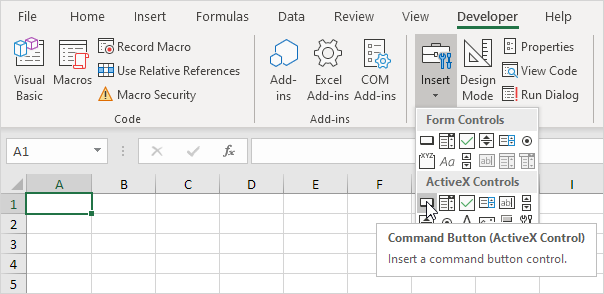 File Home Insert Formulas Data Review View Developer Help
Visual Basic
Macros
Record Macro
Use Relative References
Macro Security
Code
Add-ins
Excel Add-ins
COM Add-ins
Add-ins
Insert
Design Mode
Properties
View Code
Run Dialog
A1
fx
Form Controls
XYZ
Aa
ab
ActiveX Controls
ab
A
Command Button (ActiveX Control)
Insert a command button control.
A B C D E F I
1
2
3
4
5